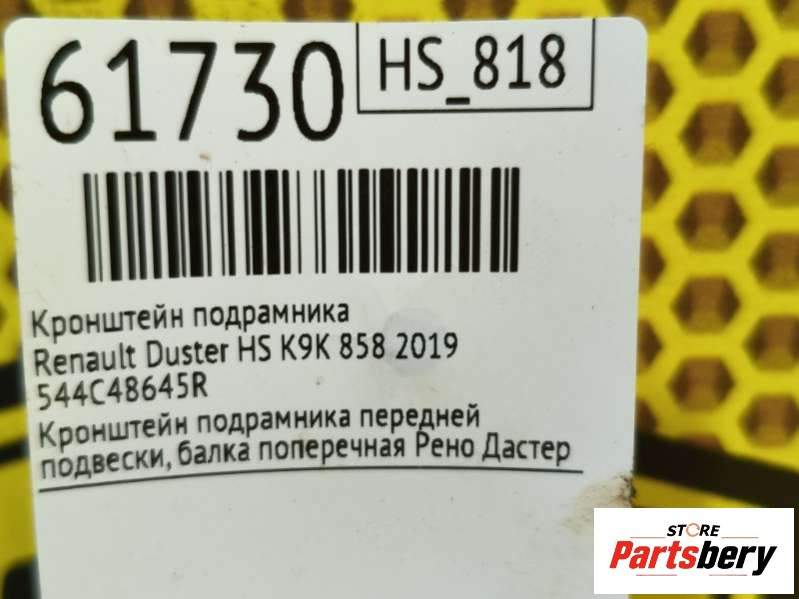 61730
HS_818
Кронштейн подрамника
Renault Duster HS K9K 858 2019
544C48645R
Кронштейн подрамника передней
подвески, балка поперечная Рено Дастер
STORE
Partsbery